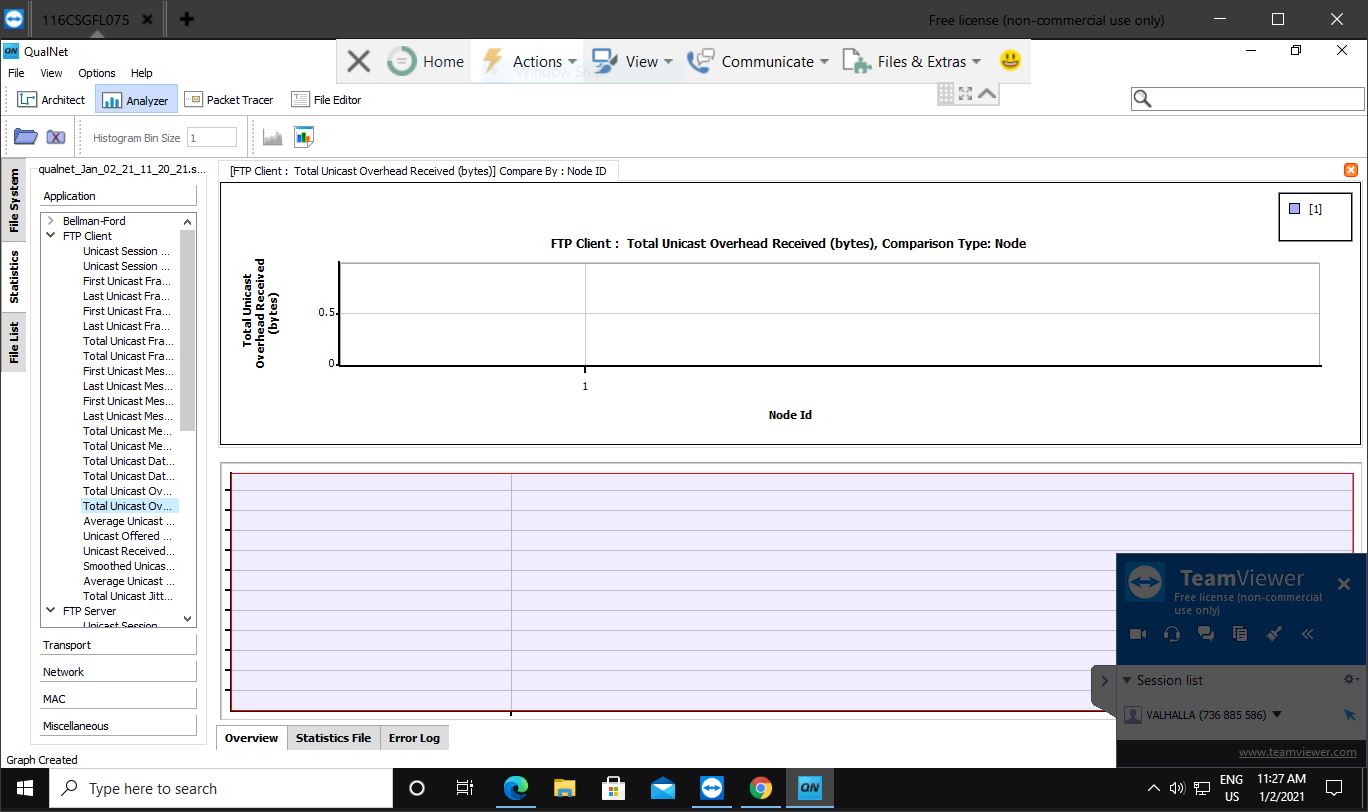 116CSGFL075
Free license (non-commercial use only)
QN QualNet
File View Options Help
Home Actions View Communicate Files & Extras
Architect Analyzer Packet Tracer File Editor
Histogram Bin Size 1
File System
Statistics
File List
qualnet_Jan_02_21_11_20_21.s...
Application
Bellman-Ford
FTP Client
Unicast Session ...
Unicast Session ...
First Unicast Fra...
Last Unicast Fra...
First Unicast Fra...
Last Unicast Fra...
Total Unicast Fra...
Total Unicast Fra...
First Unicast Mes...
Last Unicast Mes...
First Unicast Mes...
Last Unicast Mes...
Total Unicast Me...
Total Unicast Me...
Total Unicast Dat...
Total Unicast Dat...
Total Unicast Ov...
Total Unicast Ov...
Average Unicast ...
Unicast Offered ...
Unicast Received...
Smoothed Unicas...
Average Unicast ...
Total Unicast Jitt...
FTP Server
Unicast Session
Transport
Network
MAC
Miscellaneous
[FTP Client : Total Unicast Overhead Received (bytes)] Compare By : Node ID
[1]
FTP Client : Total Unicast Overhead Received (bytes), Comparison Type: Node
Total Unicast
Overhead Received
(bytes)
0.5
0
1
Node Id
Overview Statistics File Error Log
Graph Created
TeamViewer
Free license (non-commercial
use only)
Session list
VALHALLA (736 885 586)
www.teamviewer.com
Type here to search
QN
ENG
US
11:27 AM
1/2/2021